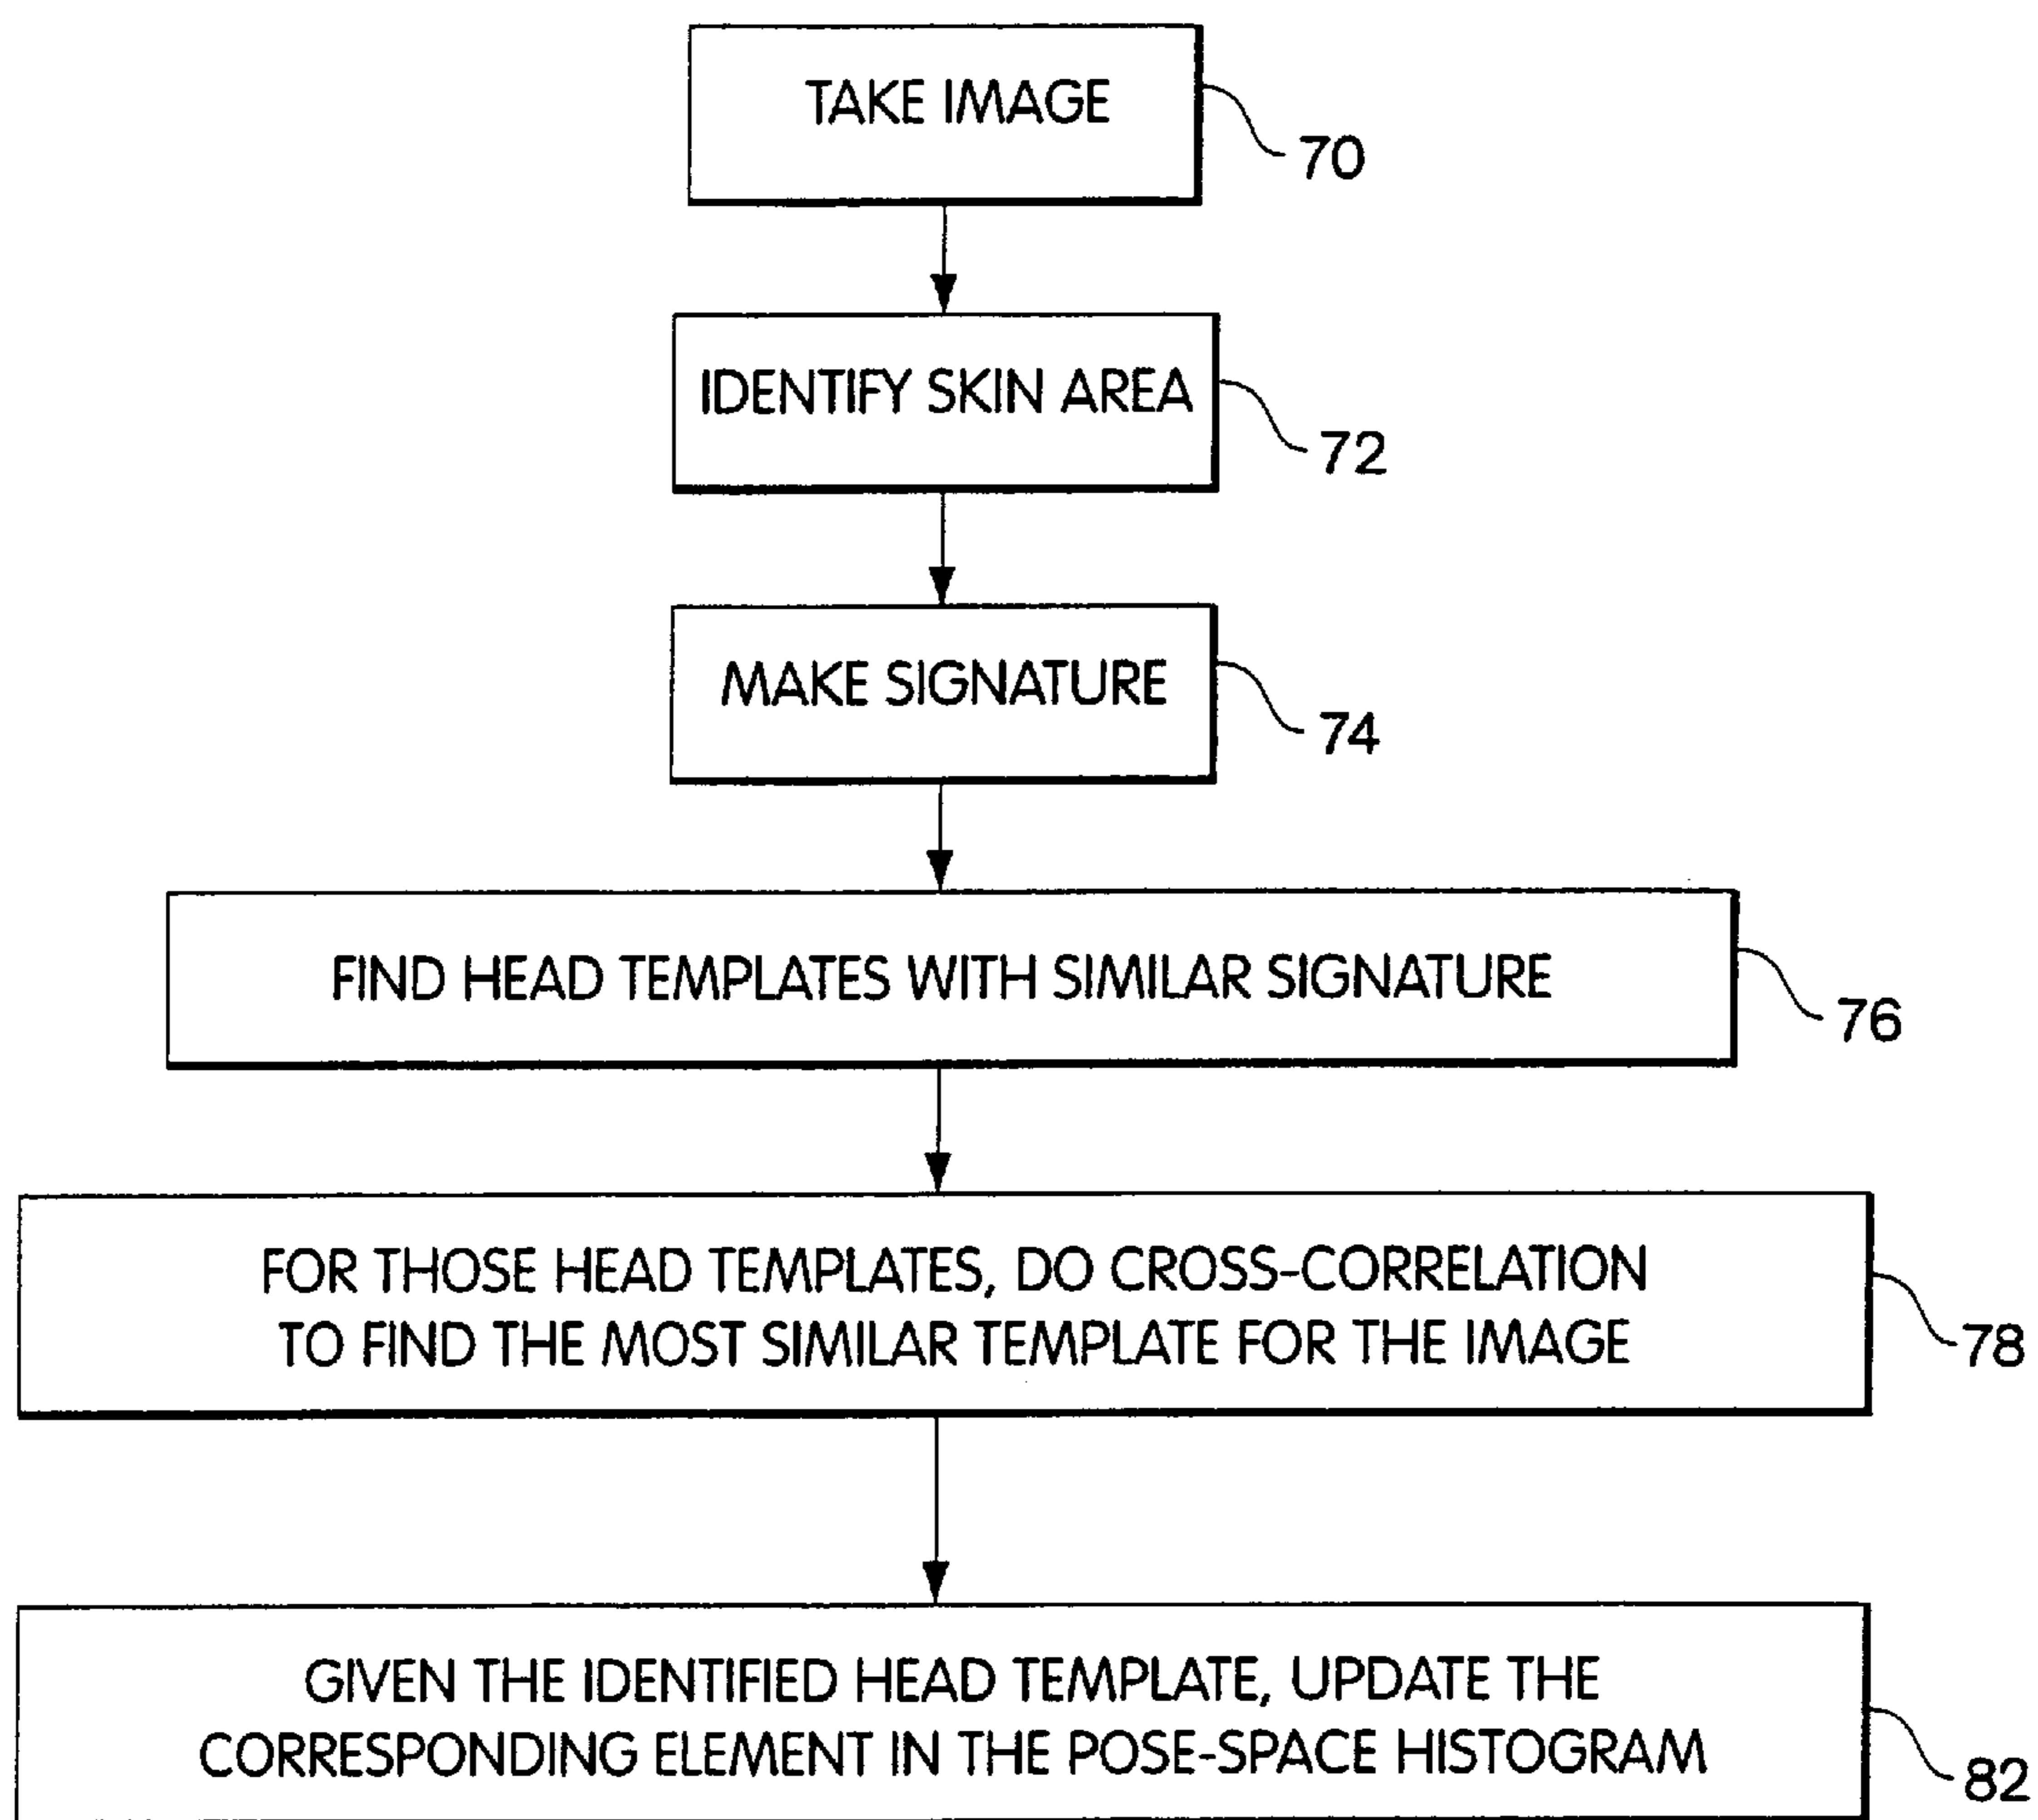 TAKE IMAGE
70
IDENTIFY SKIN AREA
72
MAKE SIGNATURE
74
FIND HEAD TEMPLATES WITH SIMILAR SIGNATURE
76
FOR THOSE HEAD TEMPLATES, DO CROSS-CORRELATION
TO FIND THE MOST SIMILAR TEMPLATE FOR THE IMAGE
78
GIVEN THE IDENTIFIED HEAD TEMPLATE, UPDATE THE
CORRESPONDING ELEMENT IN THE POSE-SPACE HISTOGRAM
82